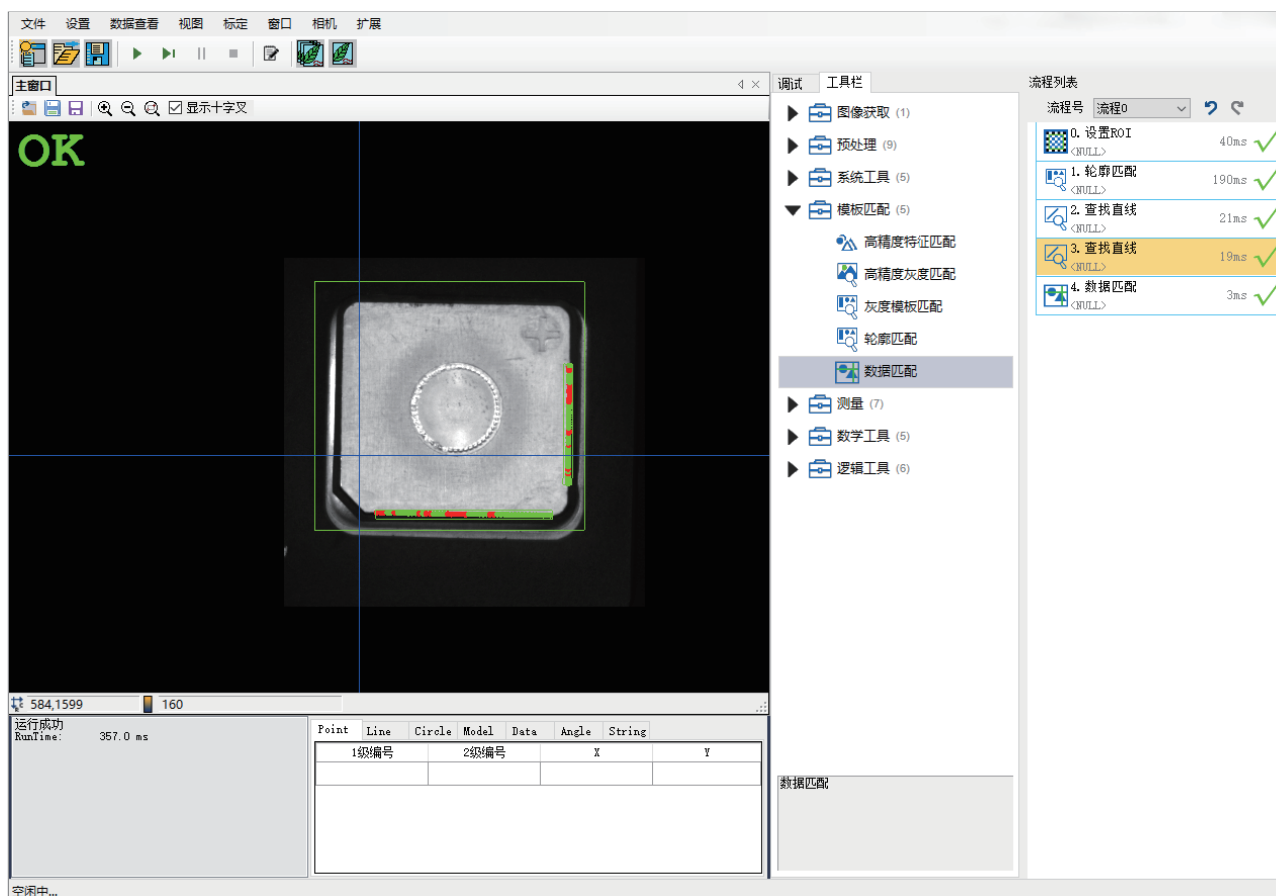 文件 设置 数据查看 视图 标定 窗口 相机 扩展
主窗口
显示十字叉
OK
584,1599 160
运行成功
RunTime: 357.0 ms
Point Line Circle Model Data Angle String
1级编号 2级编号 X Y
空闲中...
调试 工具栏
图像获取 (1)
预处理 (9)
系统工具 (5)
模板匹配 (5)
高精度特征匹配
高精度灰度匹配
灰度模板匹配
轮廓匹配
数据匹配
测量 (7)
数学工具 (5)
逻辑工具 (6)
数据匹配
流程列表
流程号 流程0
0. 设置ROI
<NULL>
40ms
1. 轮廓匹配
<NULL>
190ms
2. 查找直线
<NULL>
21ms
3. 查找直线
<NULL>
19ms
4. 数据匹配
<NULL>
3ms